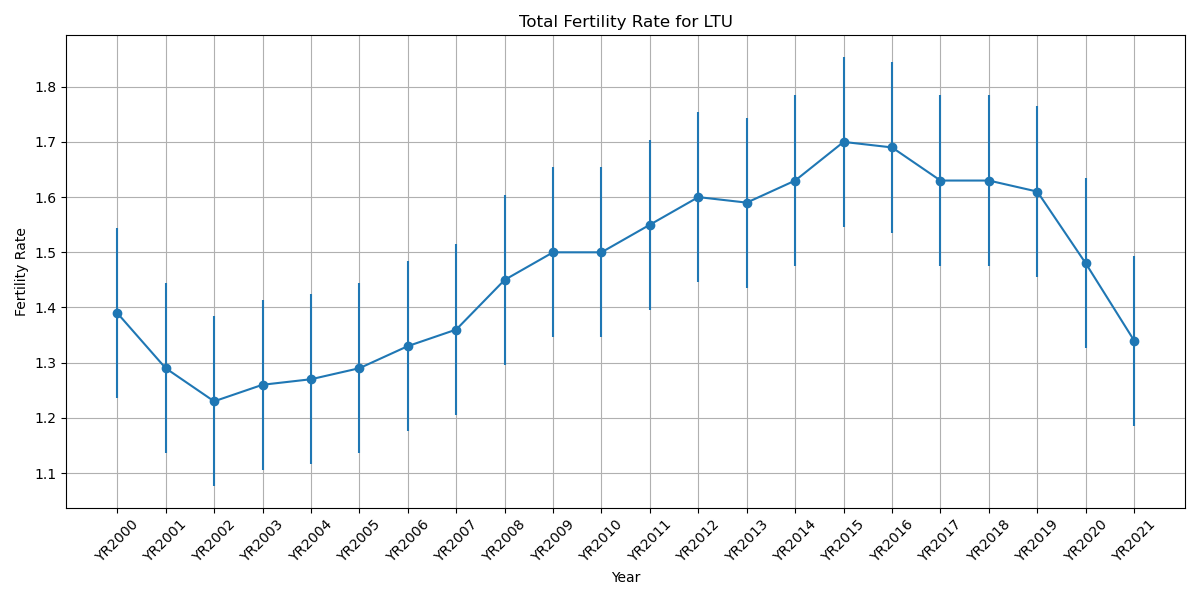 Total Fertility Rate for LTU
Fertility Rate
1.8
1.7
1.6
1.5
1.4
1.3
1.2
1.1
YR2000
YR2001
YR2002
YR2003
YR2004
YR2005
YR2006
YR2007
YR2008
YR2009
YR2010
YR2011
YR2012
YR2013
YR2014
YR2015
YR2016
YR2017
YR2018
YR2019
YR2020
YR2021
Year